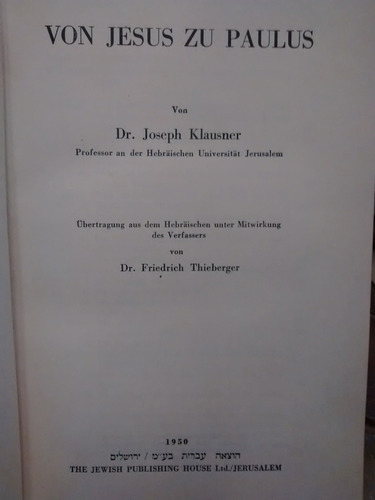 VON JESUS ZU PAULUS
Von
Dr. Joseph Klausner
Professor an der Hebräischen Universität Jerusalem
Übertragung aus dem Hebräischen unter Mitwirkung
des Verfassers
von
Dr. Friedrich Thieberger
1950
הוצאה עברית בע״מ / ירושלים
THE JEWISH PUBLISHING HOUSE Ltd./JERUSALEM